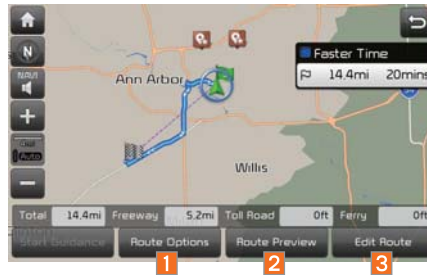 N
Faster Time
NAVI
14.4mi 20mins
Ann Arbor
Auto
Willis
Total 14.4mi Freeway 5.2mi Toll Road 0ft Ferry 0ft
Start Guidance Route Options Route Preview Edit Route
1 2 3